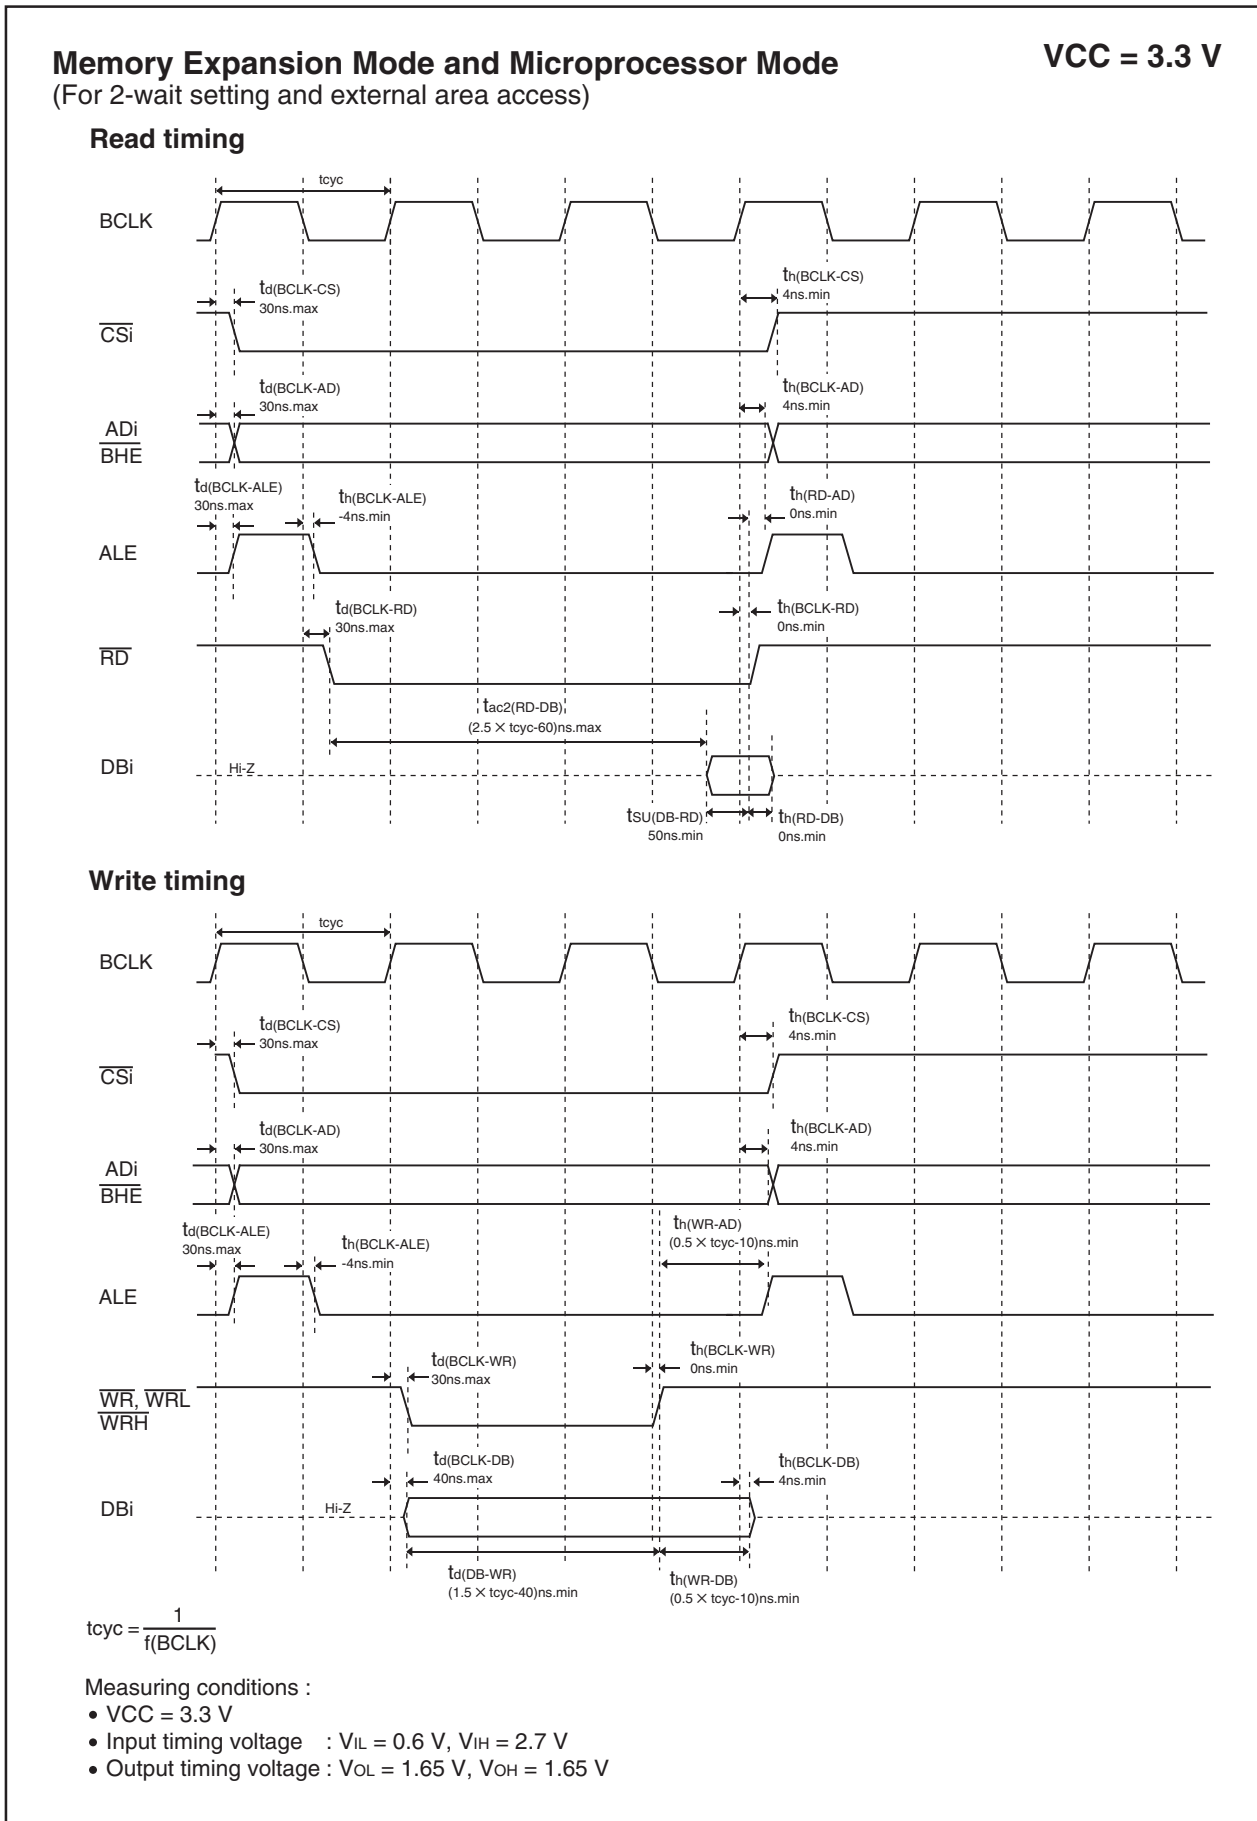 Memory Expansion Mode and Microprocessor Mode
VCC = 3.3 V
(For 2-wait setting and external area access)
Read timing
tcyc
BCLK
td(BCLK-CS)
30ns.max
th(BCLK-CS)
4ns.min
CSi
td(BCLK-AD)
30ns.max
th(BCLK-AD)
4ns.min
ADi
BHE
td(BCLK-ALE)
30ns.max
th(BCLK-ALE)
-4ns.min
th(RD-AD)
0ns.min
ALE
td(BCLK-RD)
30ns.max
th(BCLK-RD)
0ns.min
RD
tac2(RD-DB)
(2.5 × tcyc-60)ns.max
DBi
Hi-Z
tSU(DB-RD)
50ns.min
th(RD-DB)
0ns.min
Write timing
tcyc
BCLK
td(BCLK-CS)
30ns.max
th(BCLK-CS)
4ns.min
CSi
td(BCLK-AD)
30ns.max
th(BCLK-AD)
4ns.min
ADi
BHE
td(BCLK-ALE)
30ns.max
th(BCLK-ALE)
-4ns.min
th(WR-AD)
(0.5 × tcyc-10)ns.min
ALE
td(BCLK-WR)
30ns.max
th(BCLK-WR)
0ns.min
WR, WRL
WRH
td(BCLK-DB)
40ns.max
th(BCLK-DB)
4ns.min
DBi
Hi-Z
td(DB-WR)
(1.5 × tcyc-40)ns.min
th(WR-DB)
(0.5 × tcyc-10)ns.min
tcyc = 1
f(BCLK)
Measuring conditions :
• VCC = 3.3 V
• Input timing voltage : VIL = 0.6 V, VIH = 2.7 V
• Output timing voltage : VOL = 1.65 V, VOH = 1.65 V